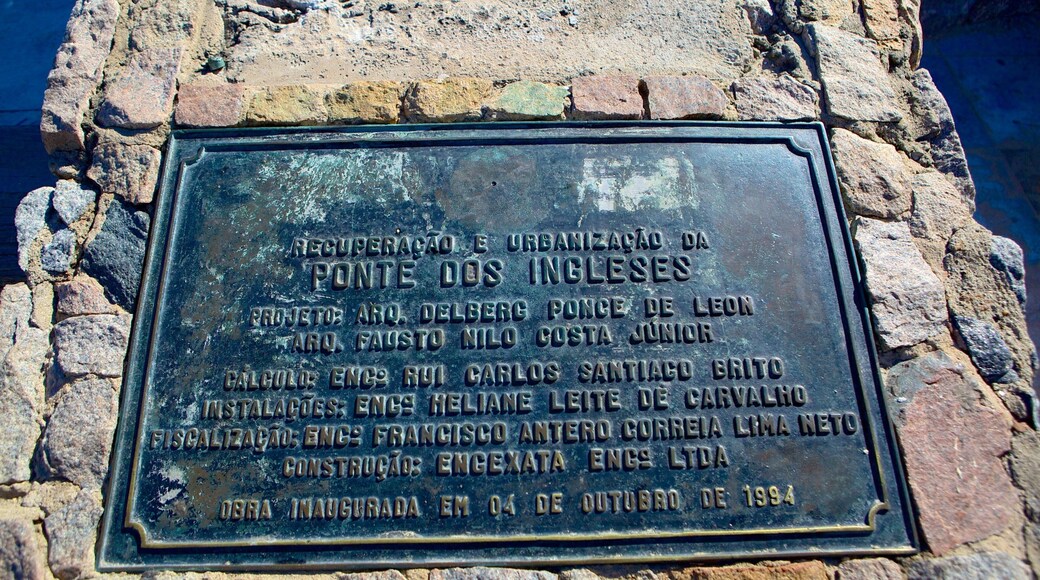 RECUPERAÇÃO E URBANIZAÇÃO DA
PONTE DOS INGLESES
PROJETO: ARQ. DELBERG PONCE DE LEON
ARQ. FAUSTO NILO COSTA JÚNIOR
CÁLCULO: ENGº RUI CARLOS SANTIAGO BRITO
INSTALAÇÕES: ENGº HELIANE LEITE DE CARVALHO
FISCALIZAÇÃO: ENGº FRANCISCO ANTERO CORREIA LIMA NETO
CONSTRUÇÃO: ENGEXATA ENGº LTDA
OBRA INAUGURADA EM 04 DE OUTUBRO DE 1994